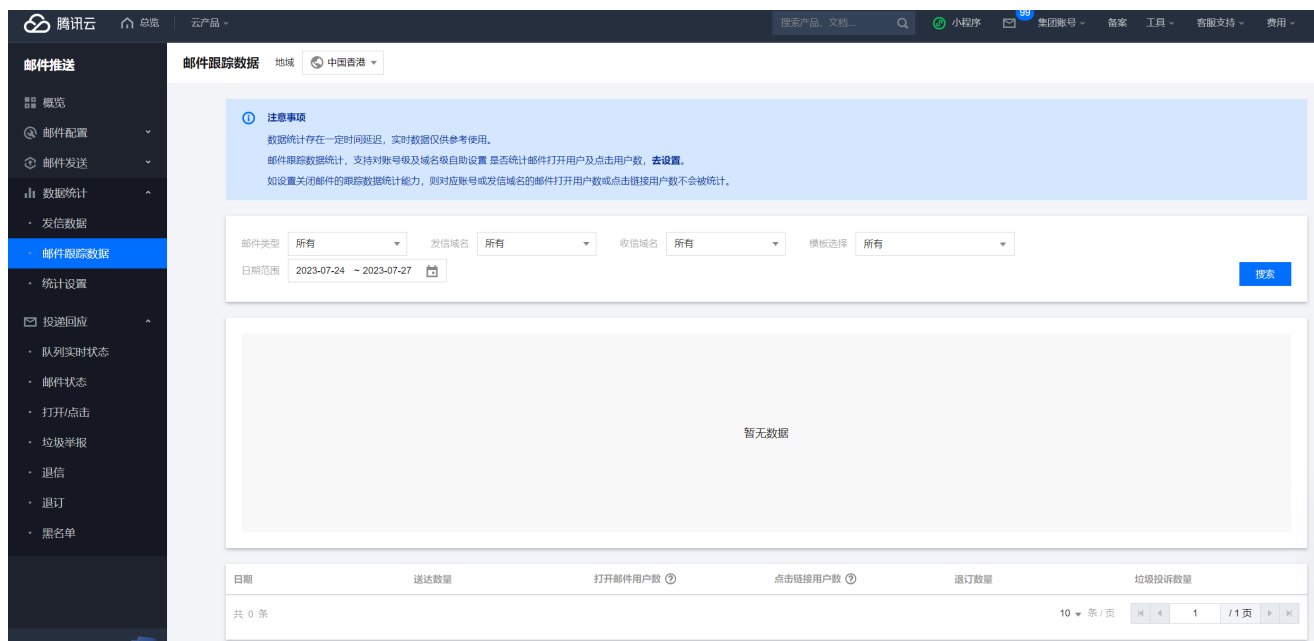 腾讯云 总览 云产品 搜索产品、文档... 小程序 99 集团账号 备案 工具 客服支持 费用
邮件推送
概览
邮件配置
邮件发送
数据统计
发信数据
邮件跟踪数据
统计设置
投递回应
队列实时状态
邮件状态
打开/点击
垃圾举报
退信
退订
黑名单
邮件跟踪数据 地域 中国香港
注意事项
数据统计存在一定时间延迟，实时数据仅供参考使用。
邮件跟踪数据统计，支持对账号级及域名级自助设置 是否统计邮件打开用户及点击用户数，去设置。
如设置关闭邮件的跟踪数据统计能力，则对应账号或发信域名的邮件打开用户数或点击链接用户数不会被统计。
邮件类型 所有 发信域名 所有 收信域名 所有 模板选择 所有
日期范围 2023-07-24 ~ 2023-07-27
搜索
暂无数据
日期 送达数量 打开邮件用户数 点击链接用户数 退订数量 垃圾投诉数量
共 0 条 10 条 / 页 1 / 1 页